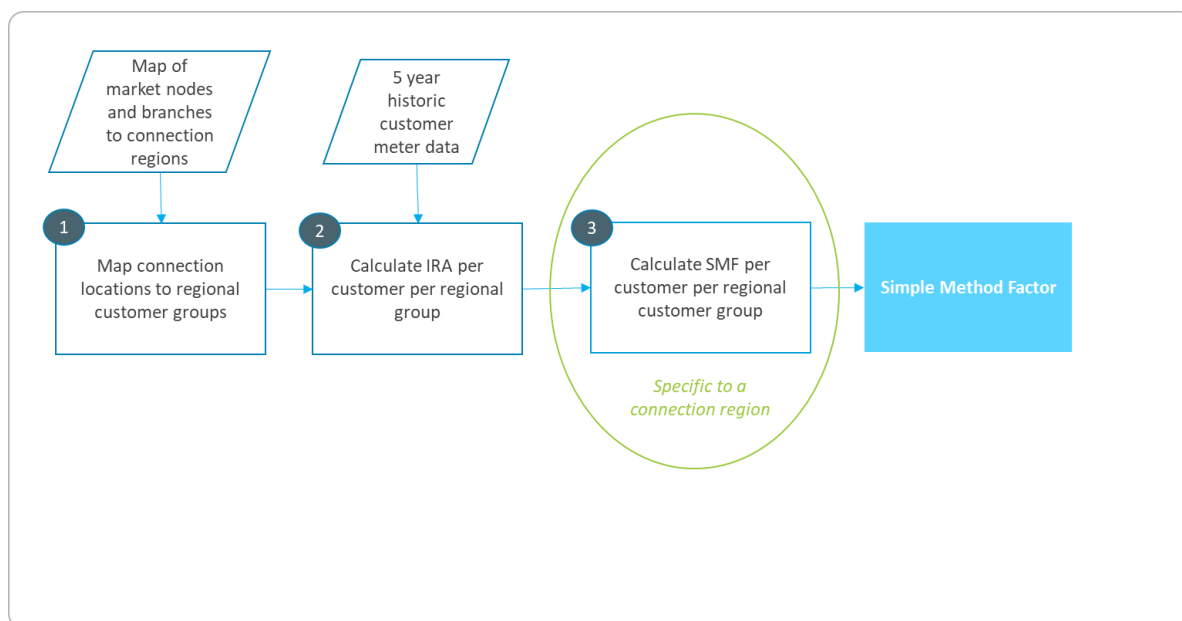 Map of
market nodes
and branches
to connection
regions
5 year
historic
customer
meter data
1
Map connection
locations to regional
customer groups
2
Calculate IRA per
customer per regional
group
3
Calculate SMF per
customer per regional
customer group
Specific to a
connection region
Simple Method Factor